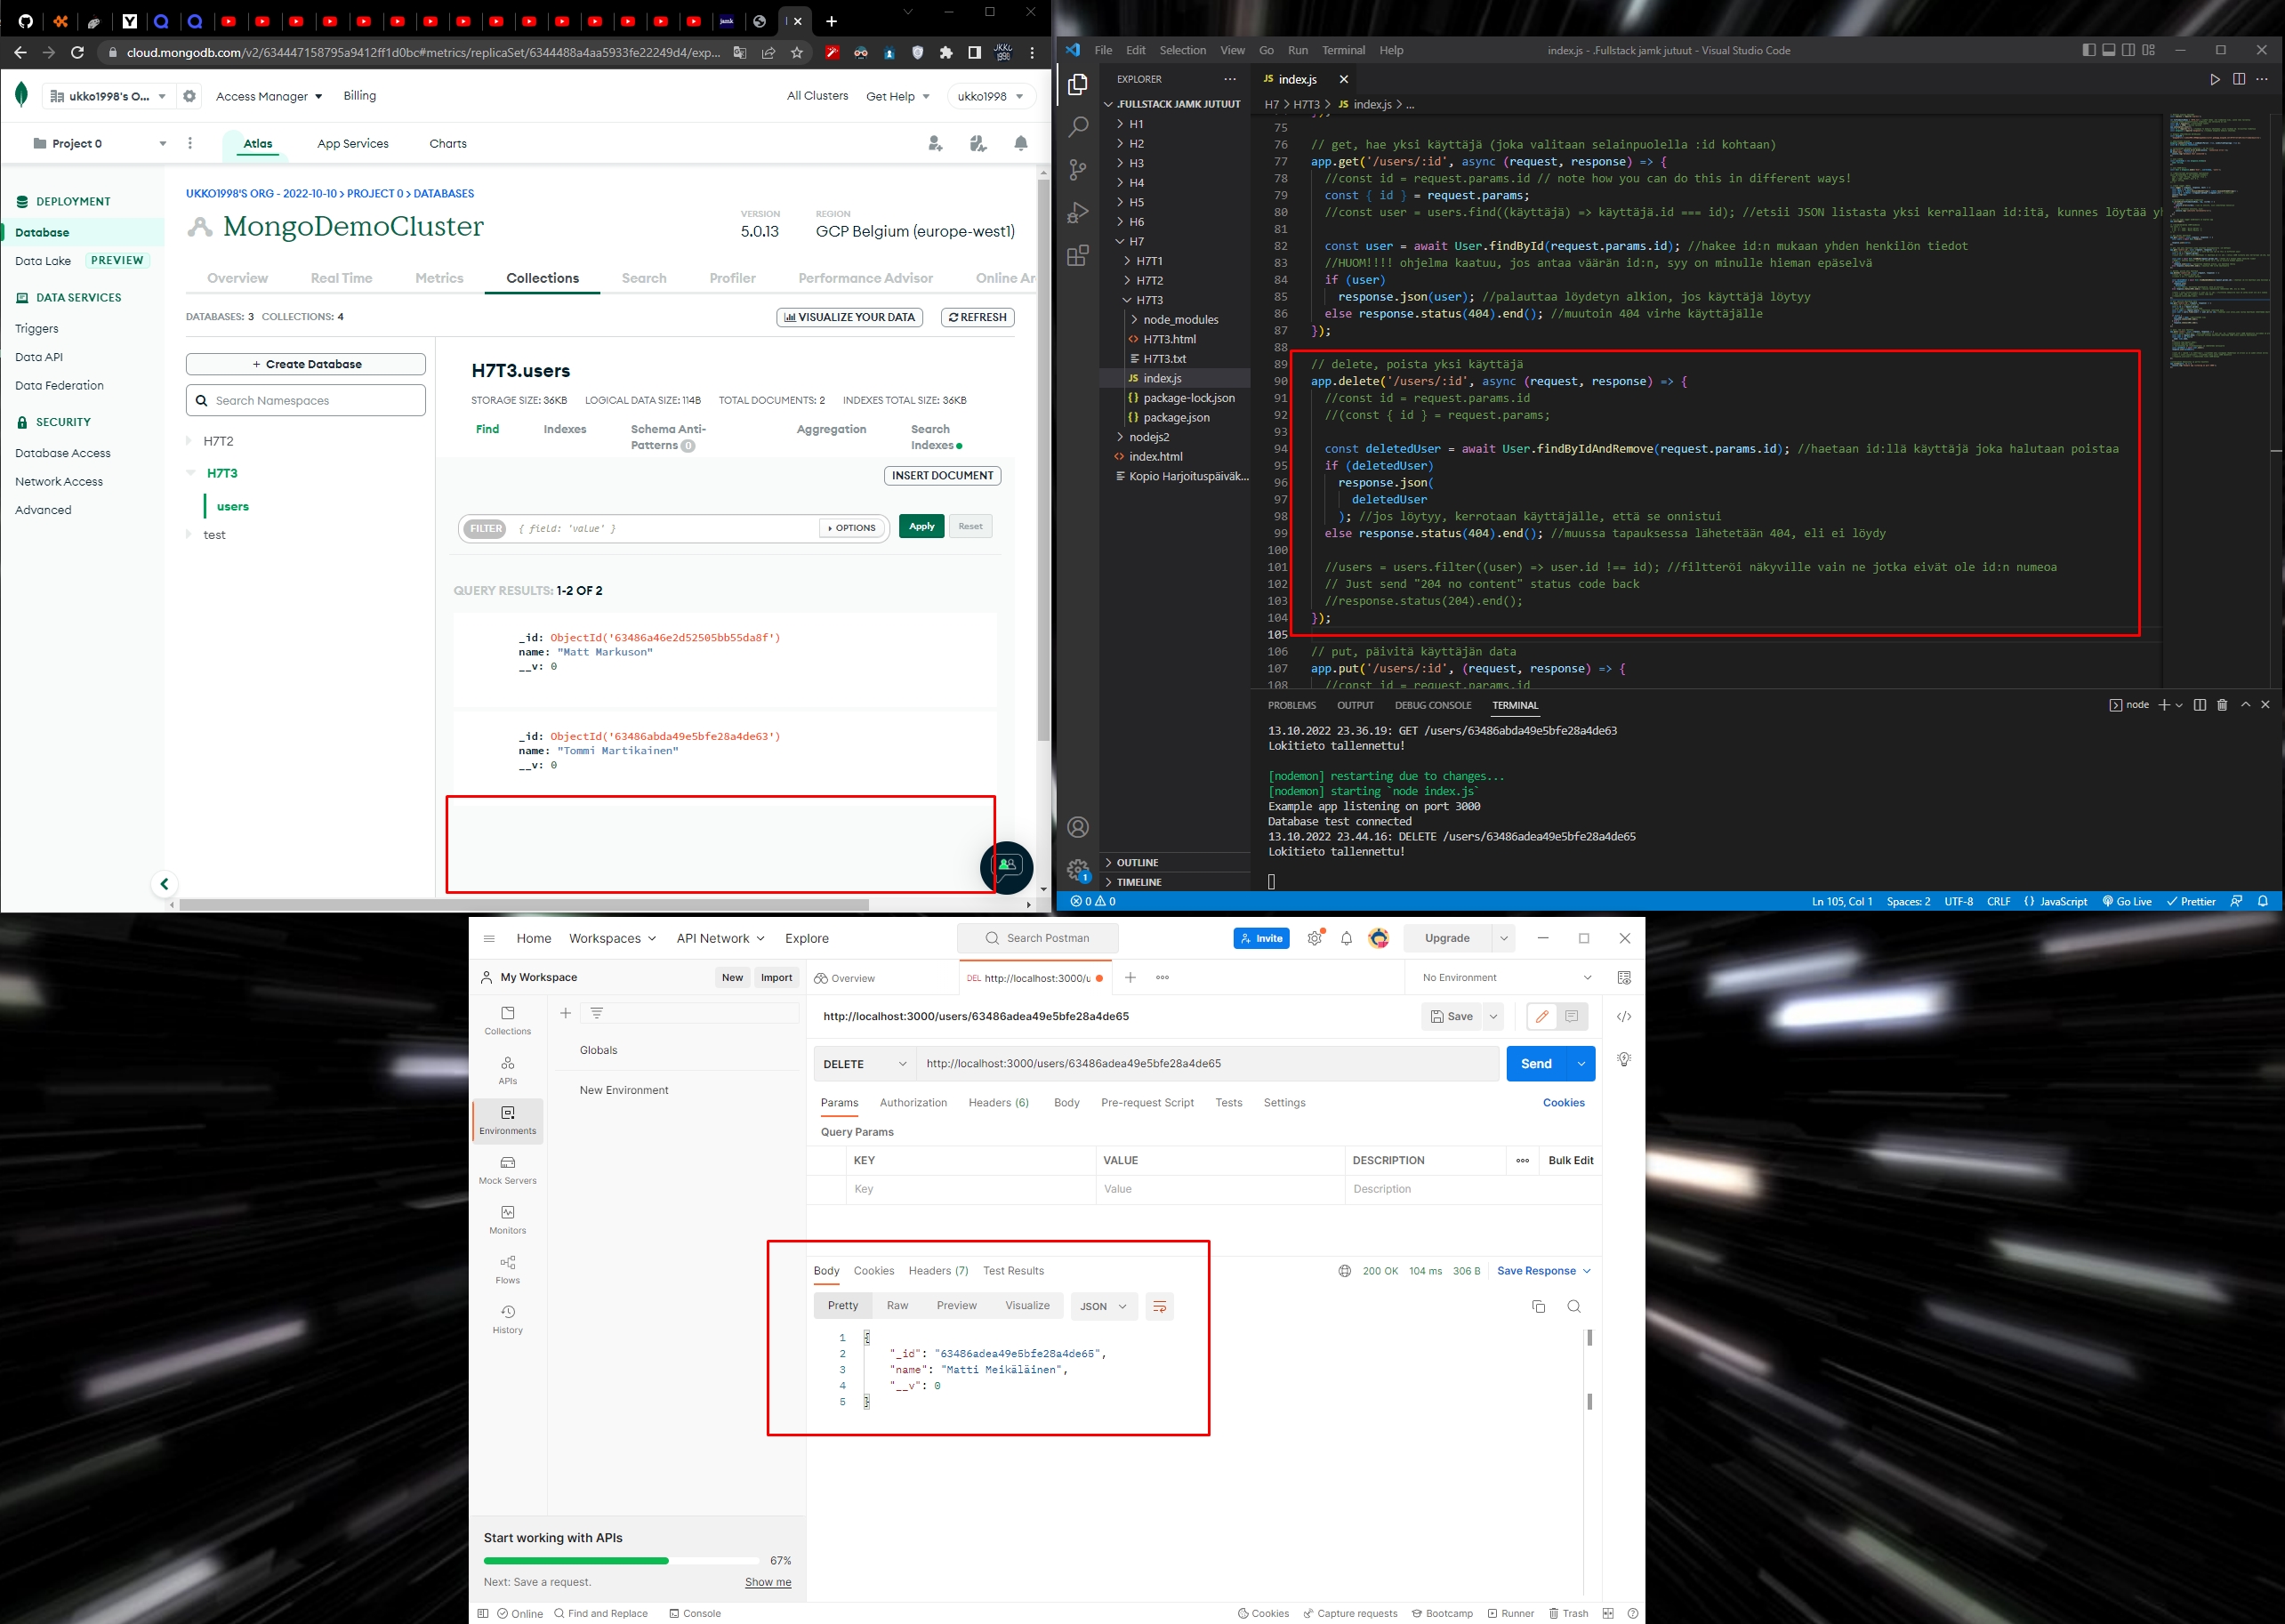 jamk
cloud.mongodb.com/v2/634447158795a9412ff1d0bc#metrics/replicaSet/6344488a4aa5933fe22249d4/exp...
ukko1998's O...
Access Manager
Billing
All Clusters
Get Help
ukko1998
Project 0
Atlas
App Services
Charts
DEPLOYMENT
Database
Data Lake PREVIEW
DATA SERVICES
Triggers
Data API
Data Federation
SECURITY
Database Access
Network Access
Advanced
UKKO1998'S ORG - 2022-10-10 > PROJECT 0 > DATABASES
MongoDemoCluster
VERSION
5.0.13
REGION
GCP Belgium (europe-west1)
Overview
Real Time
Metrics
Collections
Search
Profiler
Performance Advisor
Online Ar
DATABASES: 3 COLLECTIONS: 4
VISUALIZE YOUR DATA
REFRESH
+ Create Database
Search Namespaces
H7T2
H7T3
users
test
H7T3.users
STORAGE SIZE: 36KB LOGICAL DATA SIZE: 114B TOTAL DOCUMENTS: 2 INDEXES TOTAL SIZE: 36KB
Find
Indexes
Schema Anti-
Patterns 0
Aggregation
Search
Indexes
INSERT DOCUMENT
FILTER { field: 'value' }
OPTIONS
Apply
Reset
QUERY RESULTS: 1-2 OF 2
_id: ObjectId('63486a46e2d52505bb55da8f')
name: "Matt Markuson"
__v: 0
_id: ObjectId('63486abda49e5bfe28a4de63')
name: "Tommi Martikainen"
__v: 0
File Edit Selection View Go Run Terminal Help
index.js - .Fullstack jamk jutuut - Visual Studio Code
EXPLORER
.FULLSTACK JAMK JUTUUT
H1
H2
H3
H4
H5
H6
H7
H7T1
H7T2
H7T3
node_modules
H7T3.html
H7T3.txt
JS index.js
{} package-lock.json
{} package.json
nodejs2
index.html
Kopio Harjoituspäiväk...
OUTLINE
TIMELINE
JS index.js
H7 > H7T3 > JS index.js > ...
75
76 // get, hae yksi käyttäjä (joka valitaan selainpuolella :id kohtaan)
77 app.get('/users/:id', async (request, response) => {
78 //const id = request.params.id // note how you can do this in different ways!
79 const { id } = request.params;
80 //const user = users.find((käyttäjä) => käyttäjä.id === id); //etsii JSON listasta yksi kerrallaan id:itä, kunnes löytää yh
81
82 const user = await User.findById(request.params.id); //hakee id:n mukaan yhden henkilön tiedot
83 //HUOM!!!! ohjelma kaatuu, jos antaa väärän id:n, syy on minulle hieman epäselvä
84 if (user)
85 response.json(user); //palauttaa löydetyn alkion, jos käyttäjä löytyy
86 else response.status(404).end(); //muutoin 404 virhe käyttäjälle
87 });
88
89 // delete, poista yksi käyttäjä
90 app.delete('/users/:id', async (request, response) => {
91 //const id = request.params.id
92 //(const { id } = request.params;
93
94 const deletedUser = await User.findByIdAndRemove(request.params.id); //haetaan id:llä käyttäjä joka halutaan poistaa
95 if (deletedUser)
96 response.json(
97 deletedUser
98 ); //jos löytyy, kerrotaan käyttäjälle, että se onnistui
99 else response.status(404).end(); //muussa tapauksessa lähetetään 404, eli ei löydy
100
101 //users = users.filter((user) => user.id !== id); //filtteröi näkyville vain ne jotka eivät ole id:n numeoa
102 // Just send "204 no content" status code back
103 //response.status(204).end();
104 });
105
106 // put, päivitä käyttäjän data
107 app.put('/users/:id', (request, response) => {
108 //const id = request.params.id
PROBLEMS OUTPUT DEBUG CONSOLE TERMINAL
node
13.10.2022 23.36.19: GET /users/63486abda49e5bfe28a4de63
Lokitieto tallennettu!
[nodemon] restarting due to changes...
[nodemon] starting `node index.js`
Example app listening on port 3000
Database test connected
13.10.2022 23.44.16: DELETE /users/63486adea49e5bfe28a4de65
Lokitieto tallennettu!
1
0 0
Ln 105, Col 1 Spaces: 2 UTF-8 CRLF {} JavaScript Go Live Prettier
Home Workspaces API Network Explore
Search Postman
Invite
Upgrade
My Workspace
New
Import
Overview
DEL http://localhost:3000/u
No Environment
Collections
APIs
Environments
Mock Servers
Monitors
Flows
History
Globals
New Environment
http://localhost:3000/users/63486adea49e5bfe28a4de65
Save
DELETE
http://localhost:3000/users/63486adea49e5bfe28a4de65
Send
Params Authorization Headers (6) Body Pre-request Script Tests Settings
Cookies
Query Params
KEY VALUE DESCRIPTION
Bulk Edit
Key Value Description
Body Cookies Headers (7) Test Results
200 OK 104 ms 306 B Save Response
Pretty Raw Preview Visualize JSON
1 {
2 "_id": "63486adea49e5bfe28a4de65",
3 "name": "Matti Meikäläinen",
4 "__v": 0
5 }
Start working with APIs
67%
Next: Save a request.
Show me
Online Find and Replace Console
Cookies Capture requests Bootcamp Runner Trash